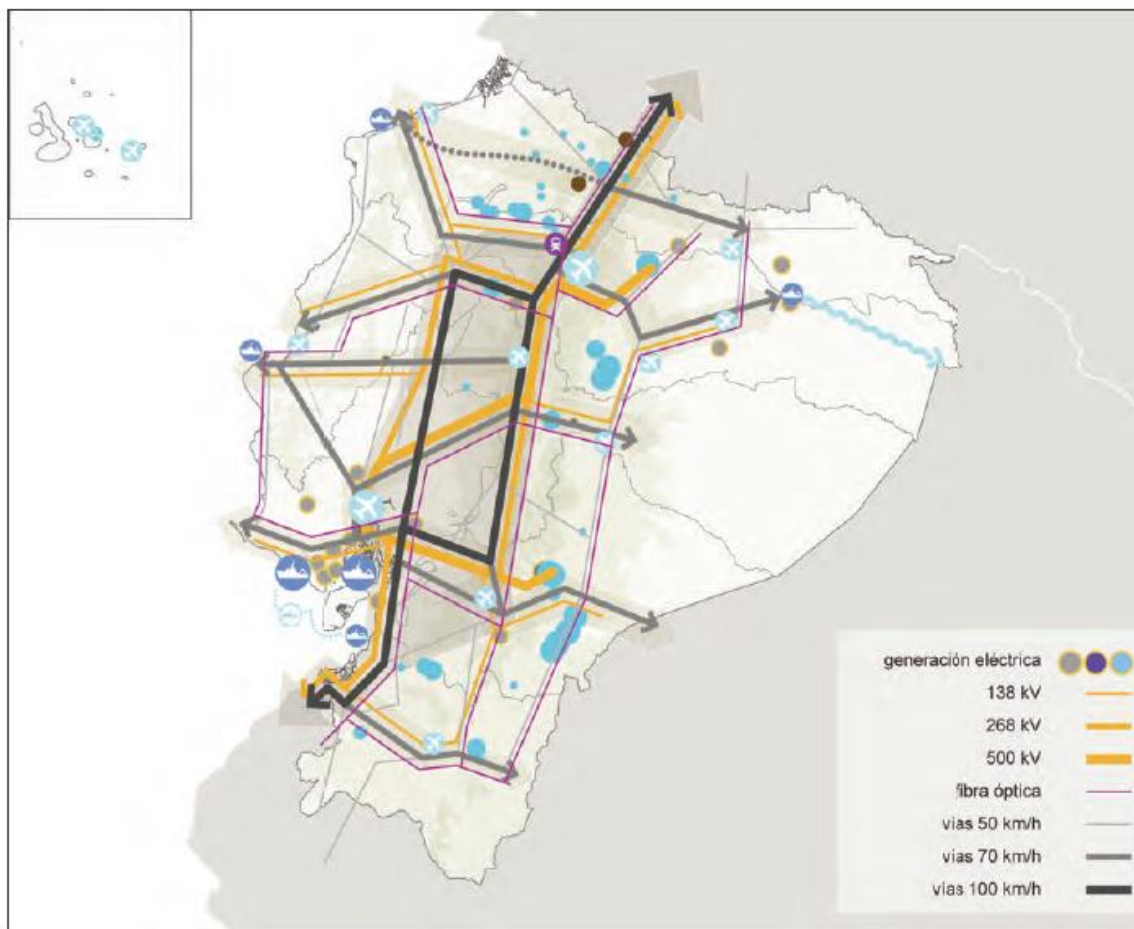 generación eléctrica
138 kV
268 kV
500 kV
fibra óptica
vías 50 km/h
vías 70 km/h
vías 100 km/h